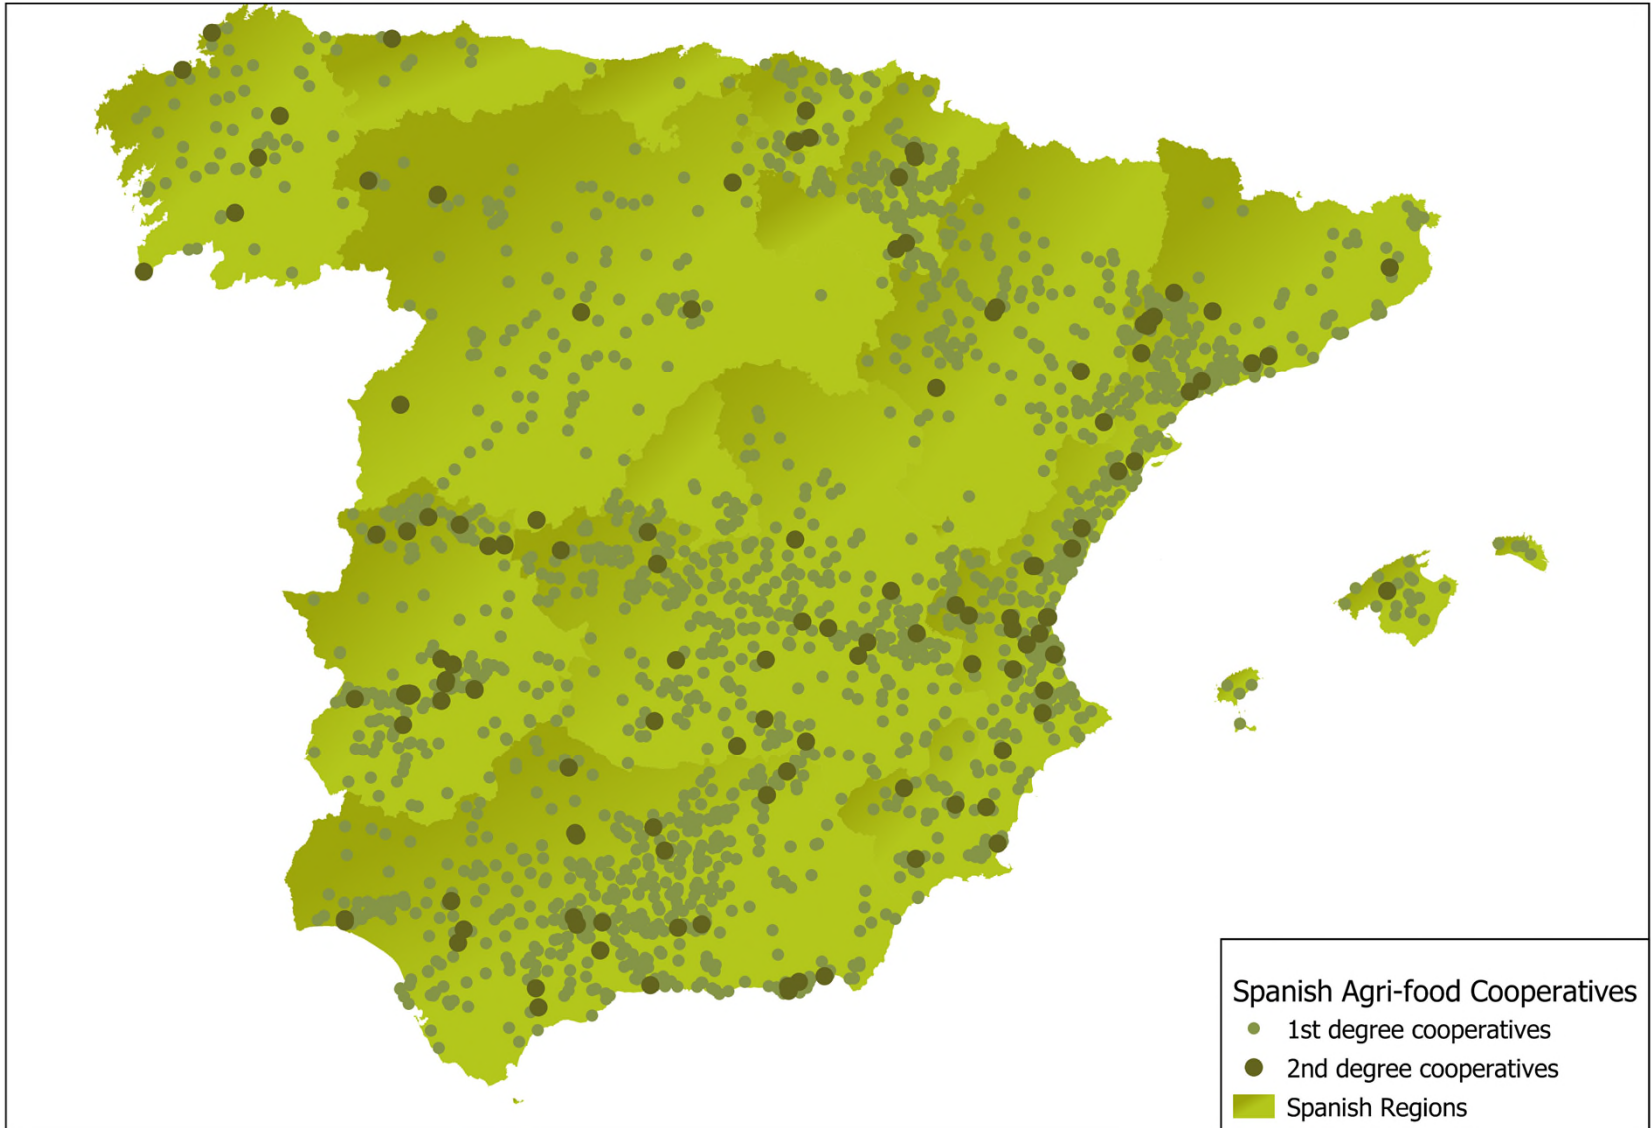 Spanish Agri-food Cooperatives
1st degree cooperatives
2nd degree cooperatives
Spanish Regions